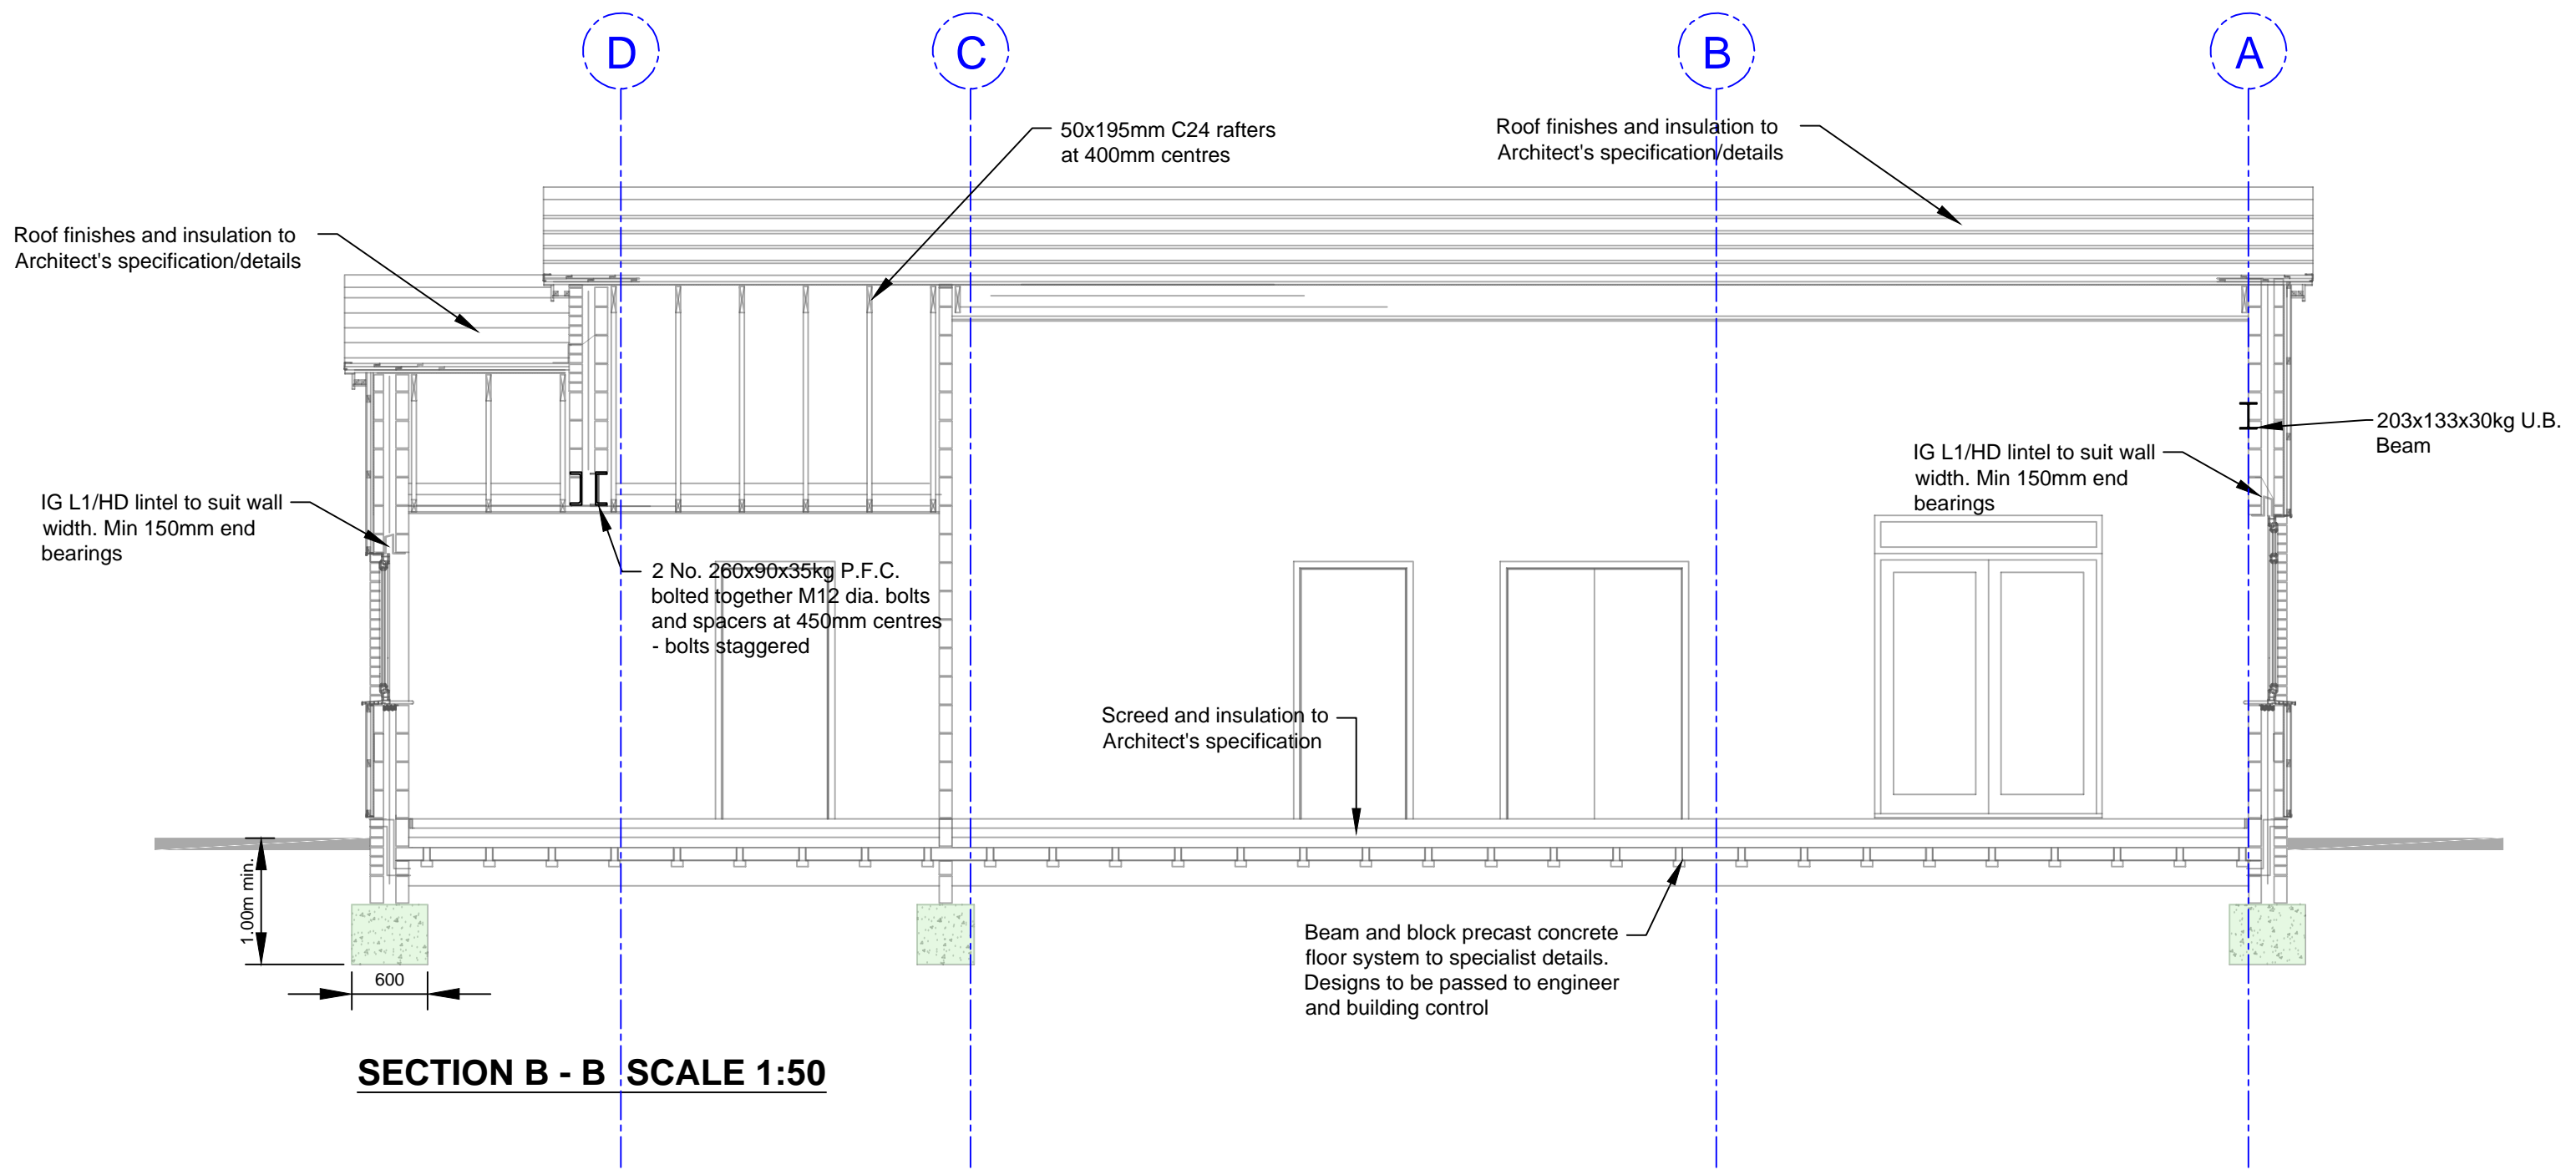 D
C
B
A
50x195mm C24 rafters
at 400mm centres
Roof finishes and insulation to
Architect's specification/details
Roof finishes and insulation to
Architect's specification/details
203x133x30kg U.B.
Beam
IG L1/HD lintel to suit wall
width. Min 150mm end
bearings
IG L1/HD lintel to suit wall
width. Min 150mm end
bearings
2 No. 260x90x35kg P.F.C.
bolted together M12 dia. bolts
and spacers at 450mm centres
- bolts staggered
Screed and insulation to
Architect's specification
1.00m min.
600
Beam and block precast concrete
floor system to specialist details.
Designs to be passed to engineer
and building control
SECTION B - B SCALE 1:50